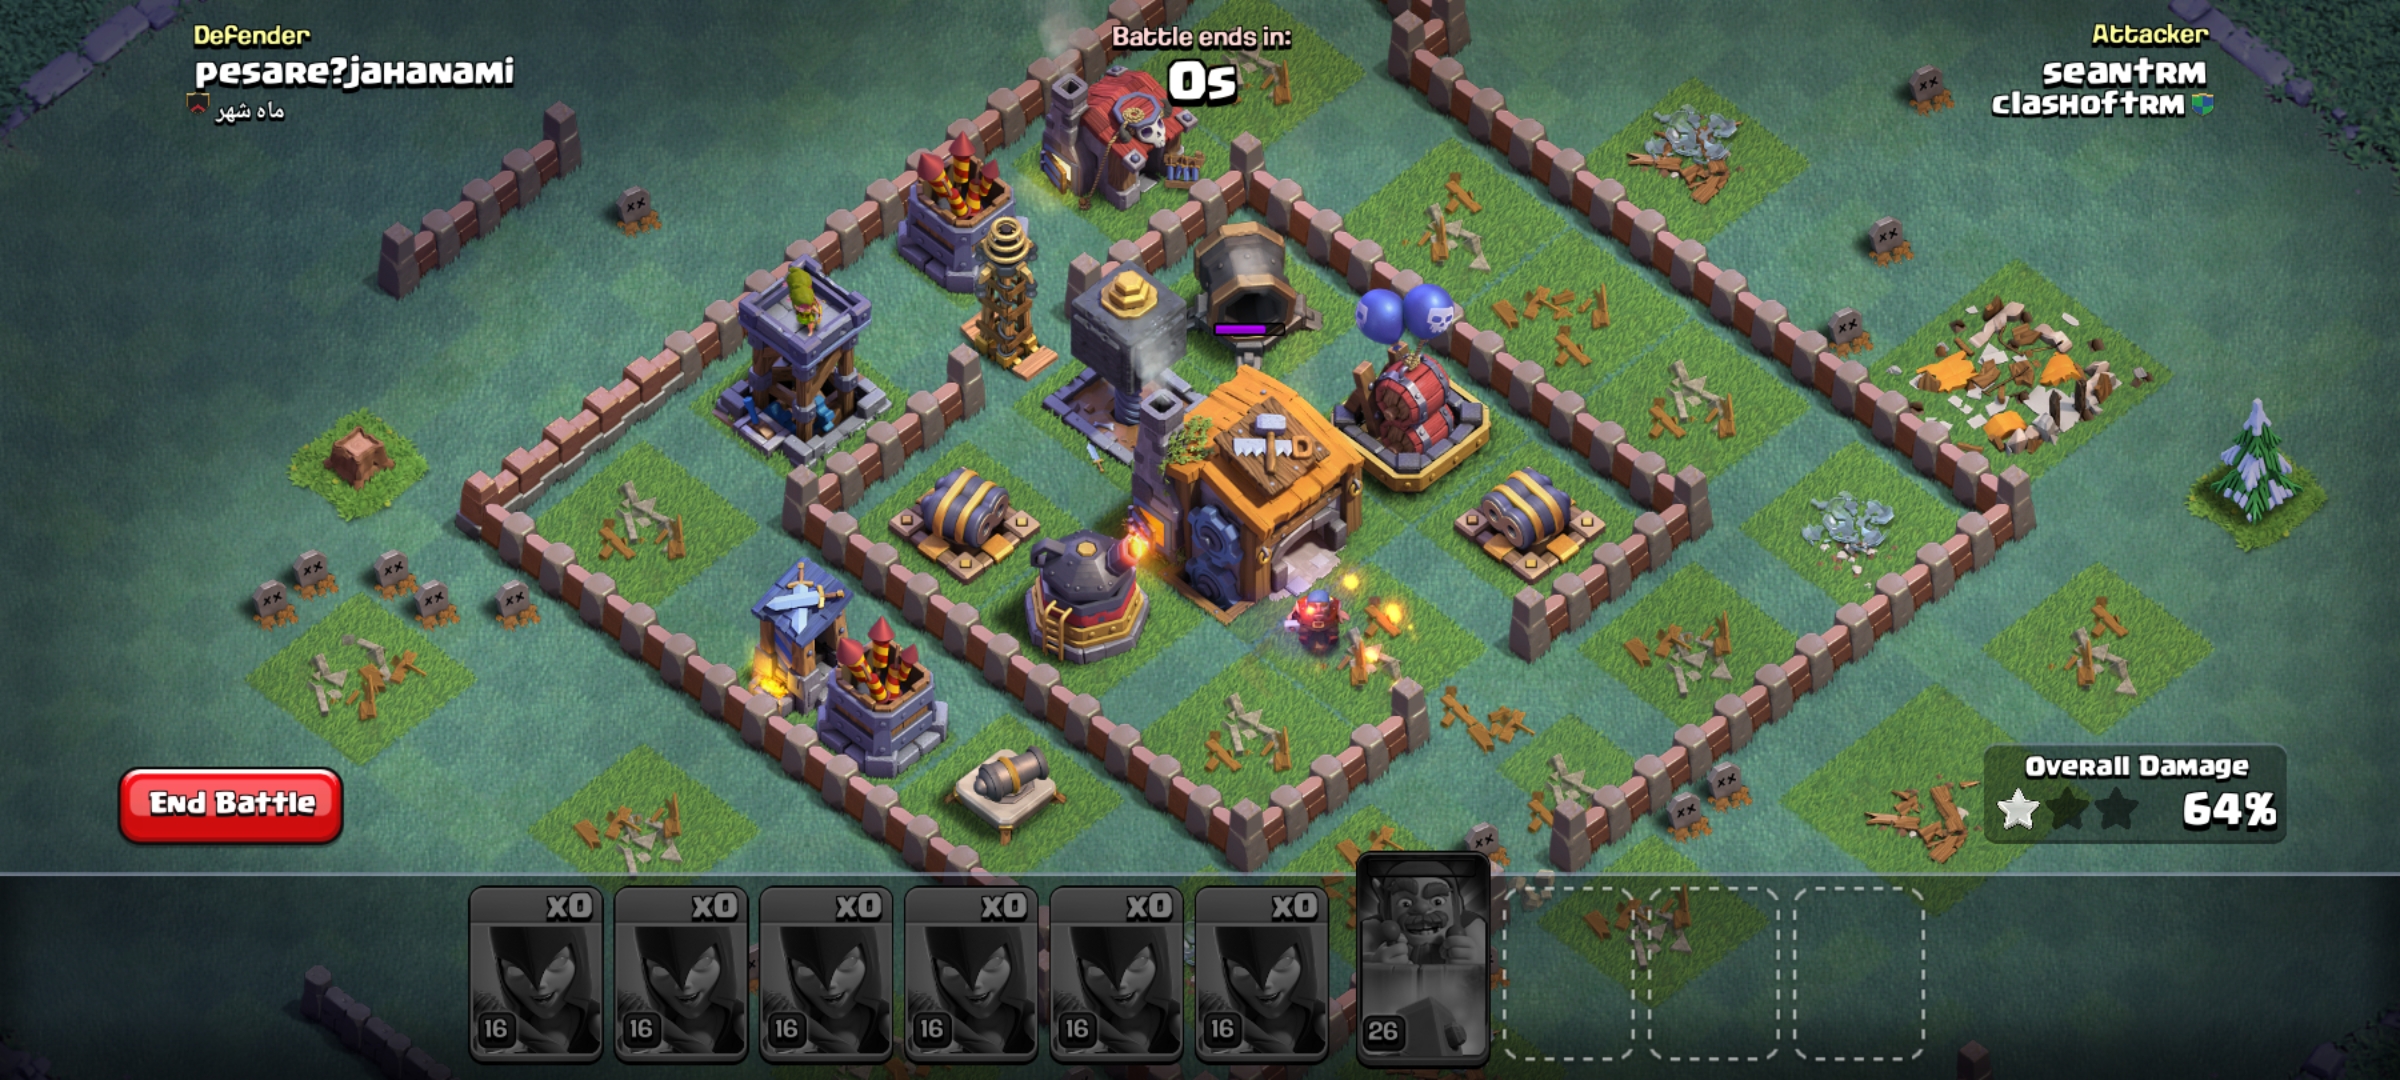 Defender
pesare?jahanami
ماه شهر
Battle ends in:
0s
Attacker
seantRM
clashoftRM
End Battle
Overall Damage
64%
x0 x0 x0 x0 x0 x0
16 16 16 16 16 16 26